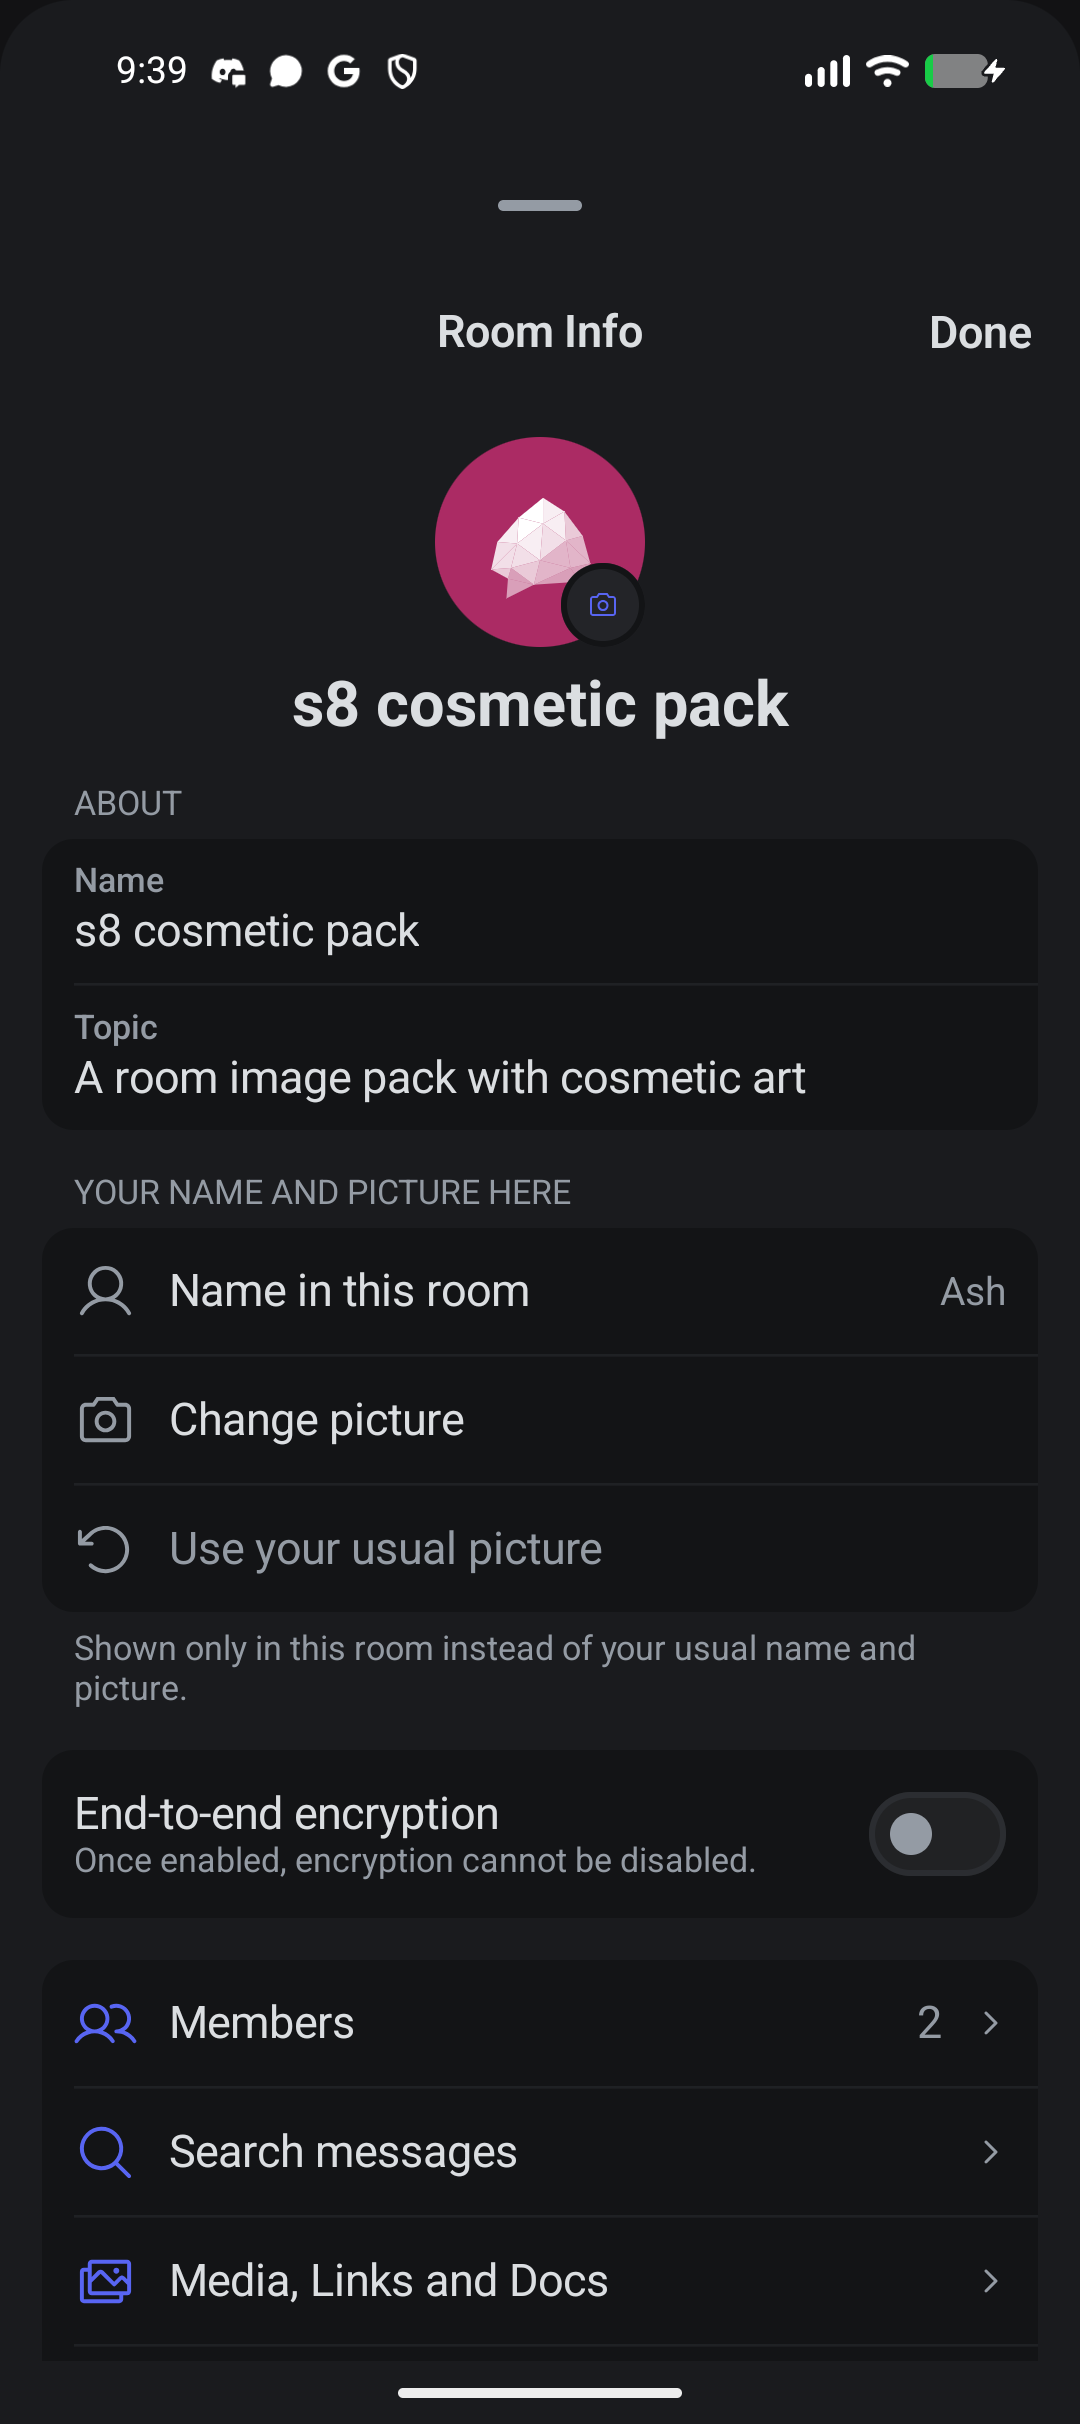 9:39
Room Info
Done
s8 cosmetic pack
ABOUT
Name
s8 cosmetic pack
Topic
A room image pack with cosmetic art
YOUR NAME AND PICTURE HERE
Name in this room
Ash
Change picture
Use your usual picture
Shown only in this room instead of your usual name and
picture.
End-to-end encryption
Once enabled, encryption cannot be disabled.
Members
2
Search messages
Media, Links and Docs